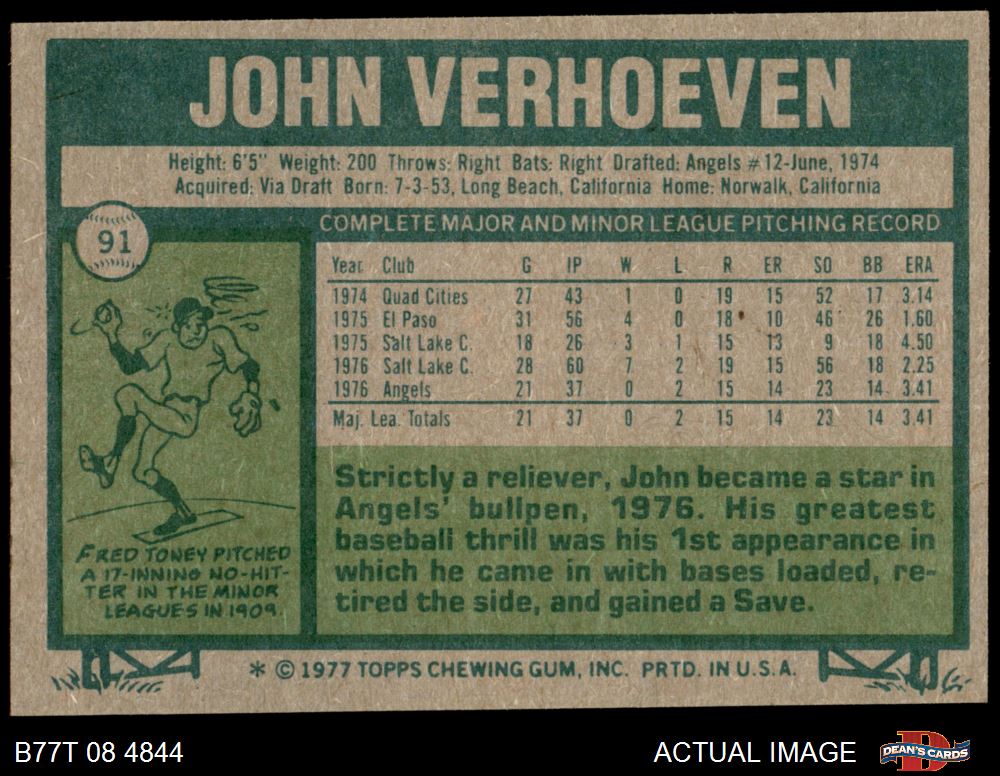 JOHN VERHOEVEN
Height: 6'5" Weight: 200 Throws: Right Bats: Right Drafted: Angels #12-June, 1974
Acquired: Via Draft Born: 7-3-53, Long Beach, California Home: Norwalk, California
91
COMPLETE MAJOR AND MINOR LEAGUE PITCHING RECORD
Year Club G IP W L R ER SO BB ERA
1974 Quad Cities 27 43 1 0 19 15 52 17 3.14
1975 El Paso 31 56 4 0 18 10 46 26 1.60
1975 Salt Lake C. 18 26 3 1 15 13 9 18 4.50
1976 Salt Lake C. 28 60 7 2 19 15 56 18 2.25
1976 Angels 21 37 0 2 15 14 23 14 3.41
Maj. Lea. Totals 21 37 0 2 15 14 23 14 3.41
Strictly a reliever, John became a star in
Angels' bullpen, 1976. His greatest
baseball thrill was his 1st appearance in
which he came in with bases loaded, re-
tired the side, and gained a Save.
FRED TONEY PITCHED
A 17-INNING NO-HIT-
TER IN THE MINOR
LEAGUES IN 1909.
* © 1977 TOPPS CHEWING GUM, INC. PRTD. IN U.S.A.
B77T 08 4844
ACTUAL IMAGE
D
DEAN'S CARDS